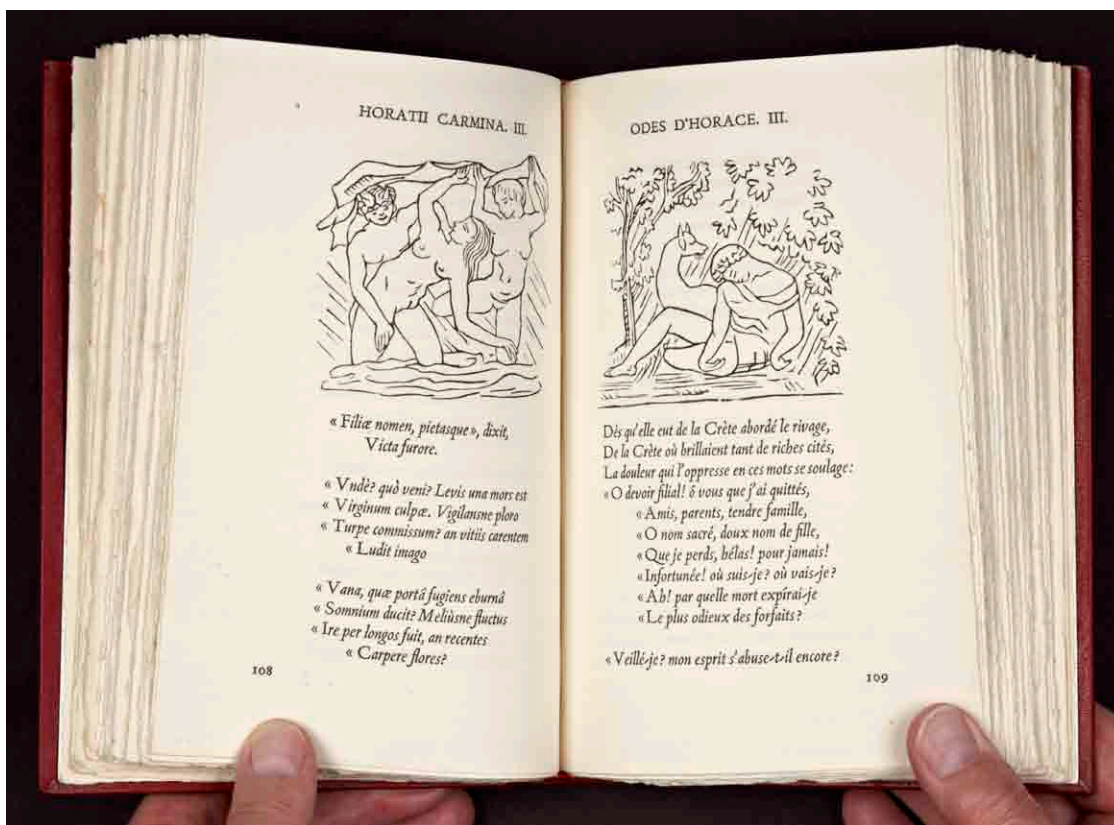 HORATII CARMINA. III.
« Filiæ nomen, pietasque », dixit,
Victa furore.
« Vndè? quò veni? Levis una mors est
« Virginum culpæ. Vigilansne ploro
« Turpe commissum? an vitiis carentem
« Ludit imago
« Vana, quæ portâ fugiens eburnâ
« Somnium ducit? Meliùsne fluctus
« Ire per longos fuit, an recentes
« Carpere flores?
108
ODES D'HORACE. III.
Dès qu'elle eut de la Crète abordé le rivage,
De la Crète où brillaient tant de riches cités,
La douleur qui l'oppresse en ces mots se soulage:
« O devoir filial! ô vous que j'ai quittés,
« Amis, parents, tendre famille,
« O nom sacré, doux nom de fille,
« Que je perds, hélas! pour jamais!
« Infortunée! où suis-je? où vais-je?
« Ah! par quelle mort expîrai-je
« Le plus odieux des forfaits?
« Veillé-je? mon esprit s'abuse-t-il encore?
109